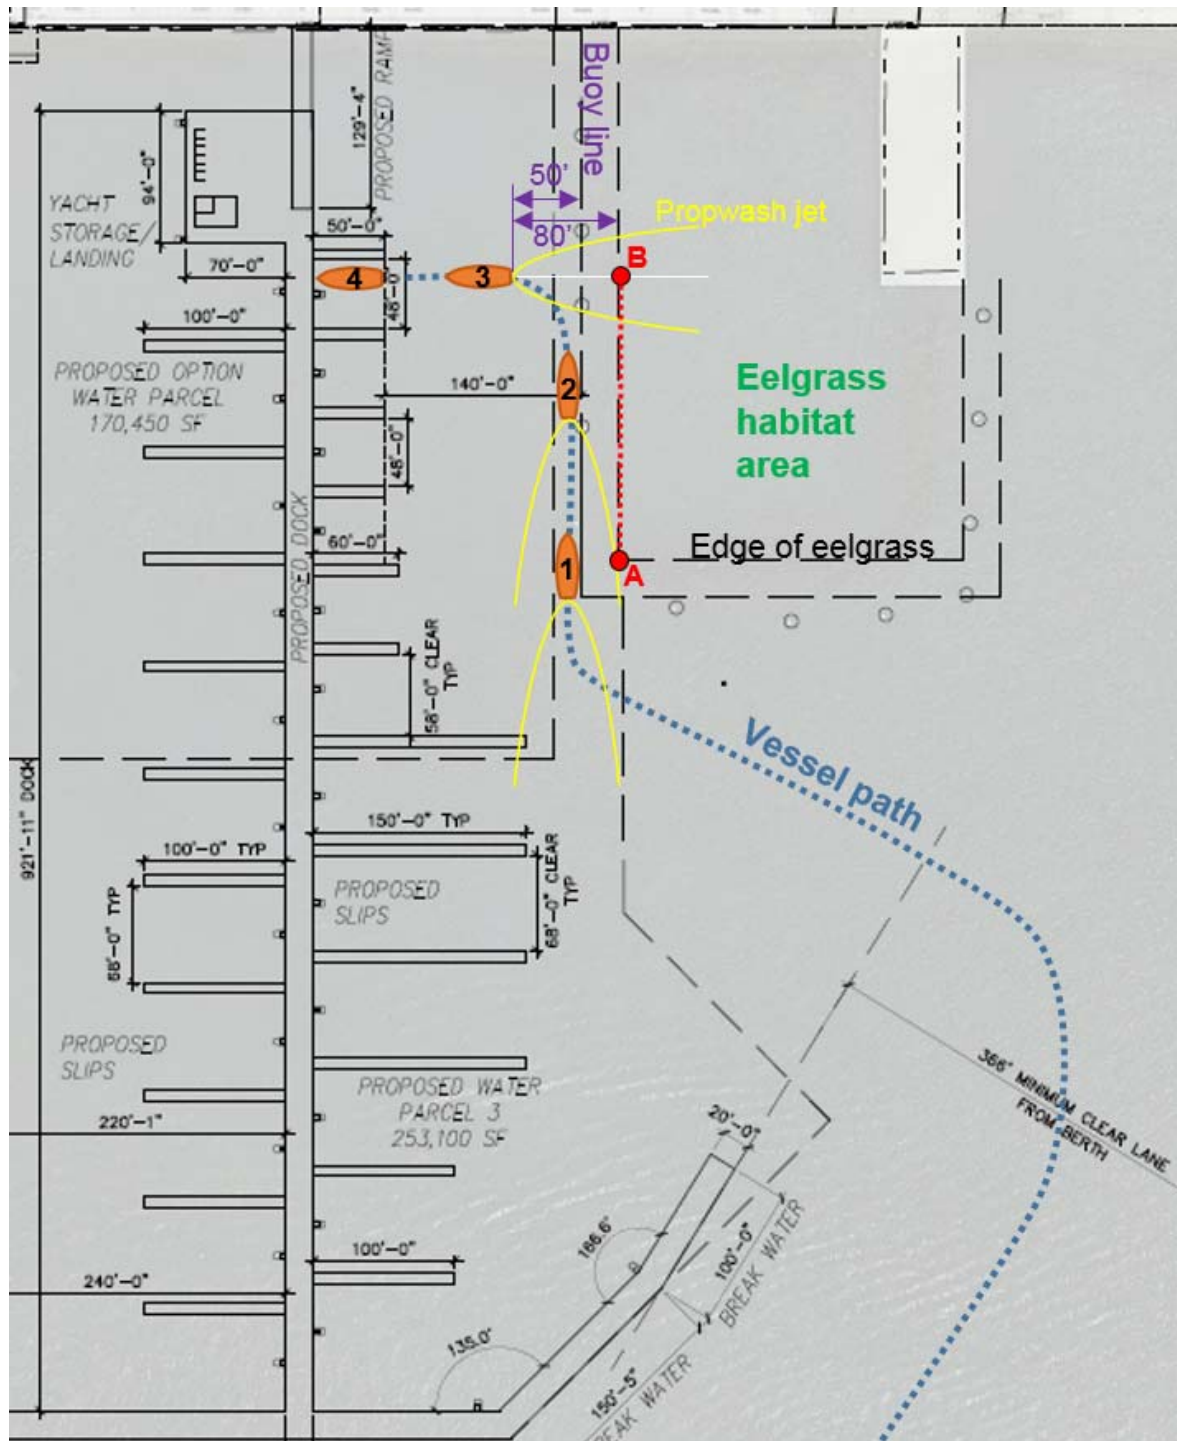 Buoy line
129'-4"
PROPOSED RAMP
94'-0"
YACHT
STORAGE/
LANDING
50'
80'
Propwash jet
50'-0"
70'-0"
4
3
48'-0"
B
100'-0"
PROPOSED OPTION
WATER PARCEL
170,450 SF
140'-0"
2
Eelgrass
habitat
area
48'-0"
PROPOSED DOCK
60'-0"
1
Edge of eelgrass
A
58'-0" CLEAR
TYP
Vessel path
921'-11" DOCK
150'-0" TYP
100'-0" TYP
68'-0" TYP
PROPOSED
SLIPS
68'-0" CLEAR
TYP
PROPOSED
SLIPS
366' MINIMUM CLEAR LANE
FROM BERTH
PROPOSED WATER
PARCEL 3
253,100 SF
220'-1"
20'-0"
166.6°
100'-0"
BREAK WATER
100'-0"
240'-0"
135.0°
150'-5"
BREAK WATER